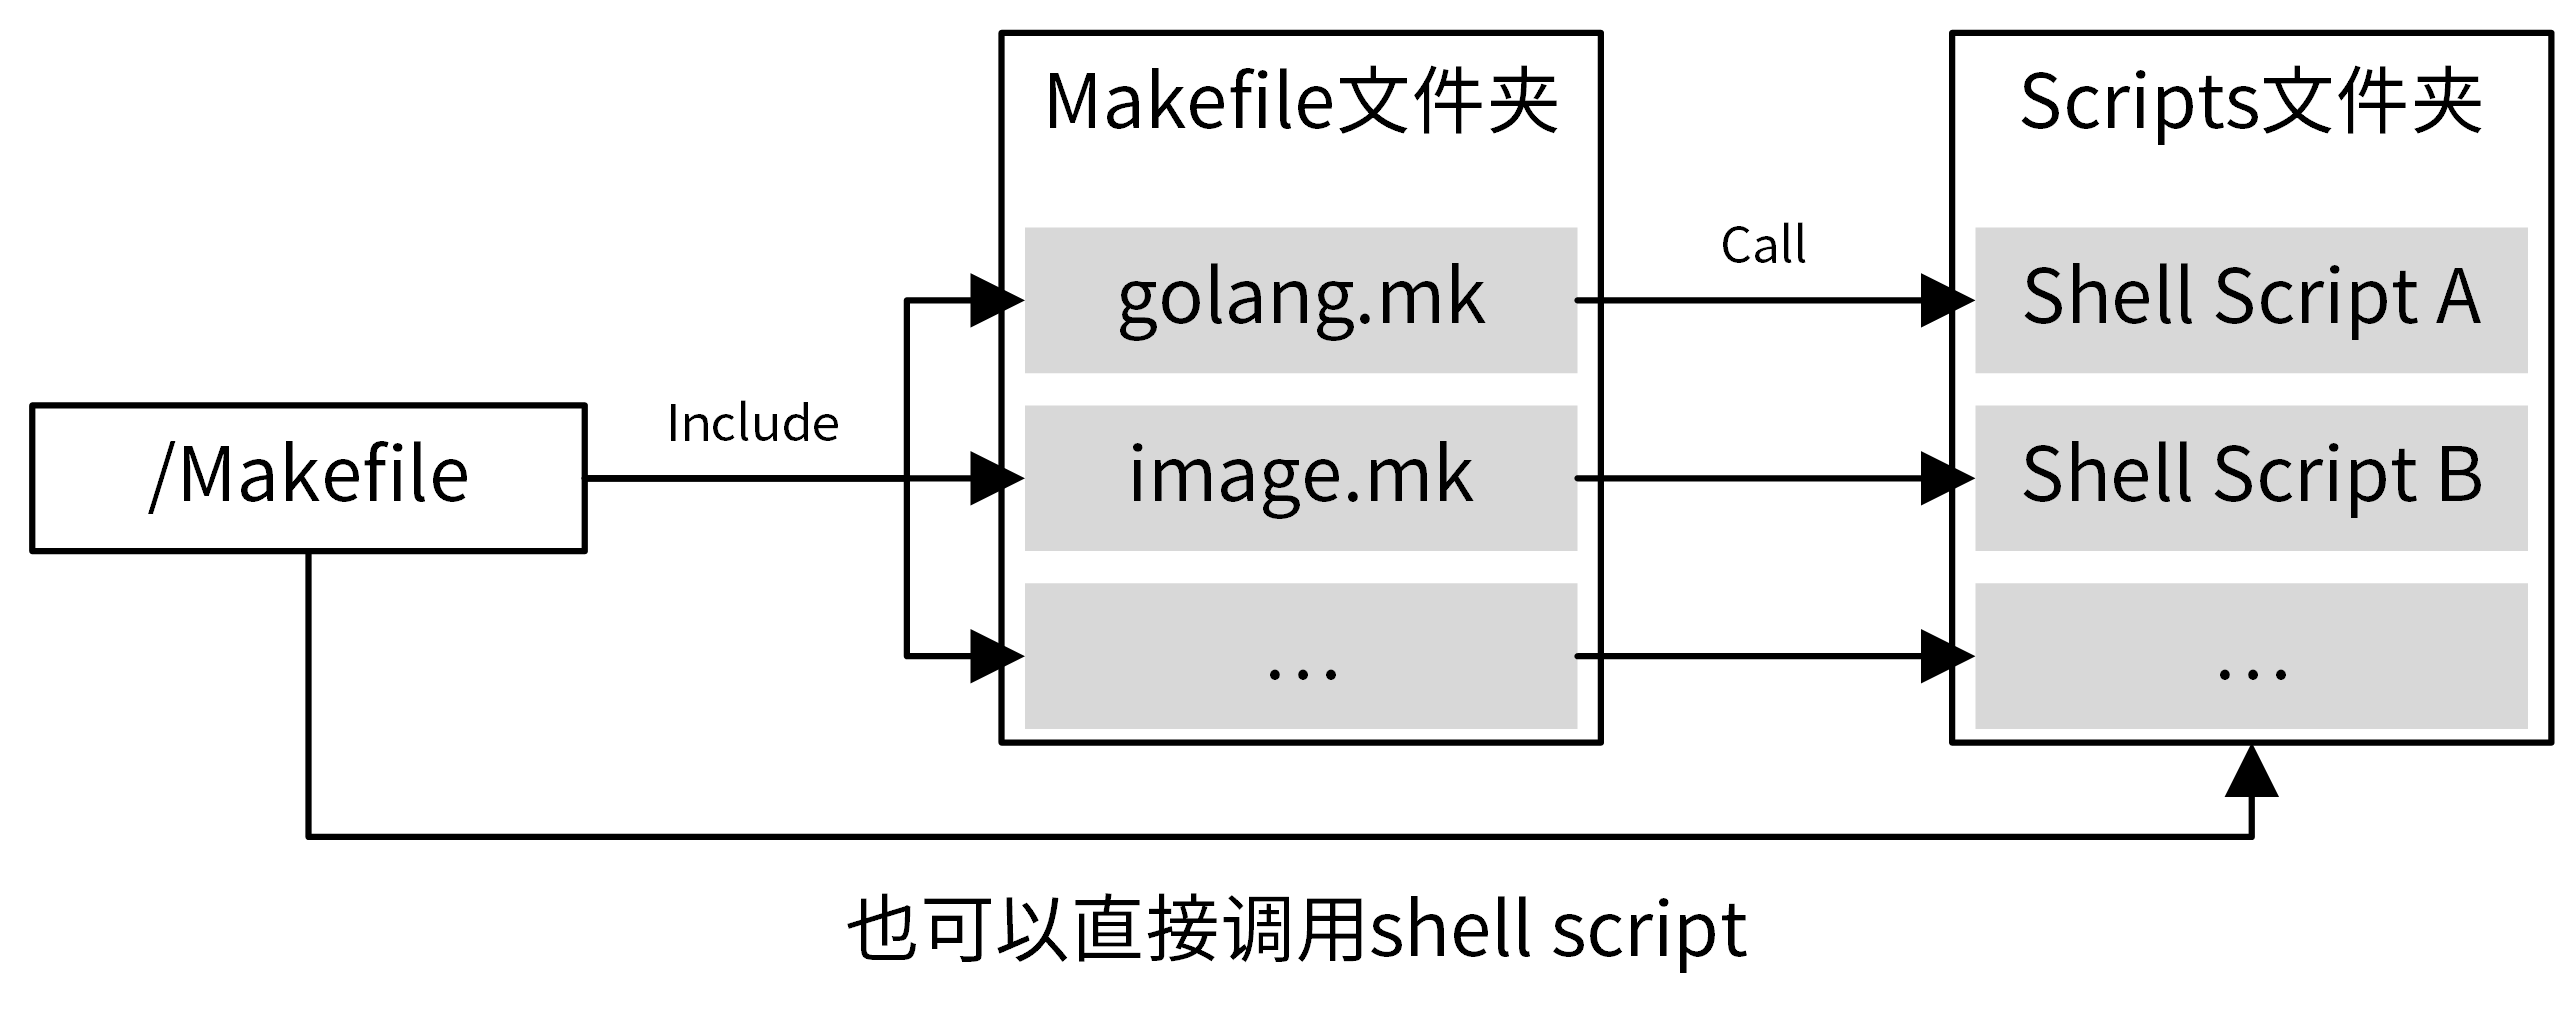 Makefile文件夹
Scripts文件夹
Call
golang.mk
Shell Script A
Include
/Makefile
image.mk
Shell Script B
...
...
也可以直接调用shell script